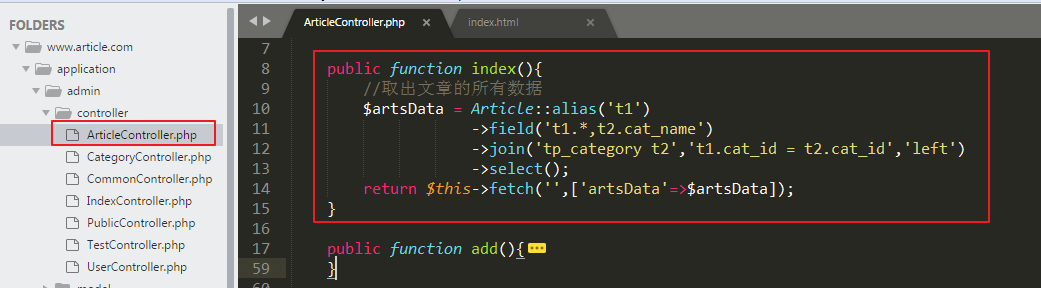 FOLDERS
www.article.com
application
admin
controller
ArticleController.php
CategoryController.php
CommonController.php
IndexController.php
PublicController.php
TestController.php
UserController.php
ArticleController.php ×
index.html ×
7
8 public function index(){
9 //取出文章的所有数据
10 $artsData = Article::alias('t1')
11 ->field('t1.*,t2.cat_name')
12 ->join('tp_category t2','t1.cat_id = t2.cat_id','left')
13 ->select();
14 return $this->fetch('',['artsData'=>$artsData]);
15 }
16
17 public function add(){
59 }